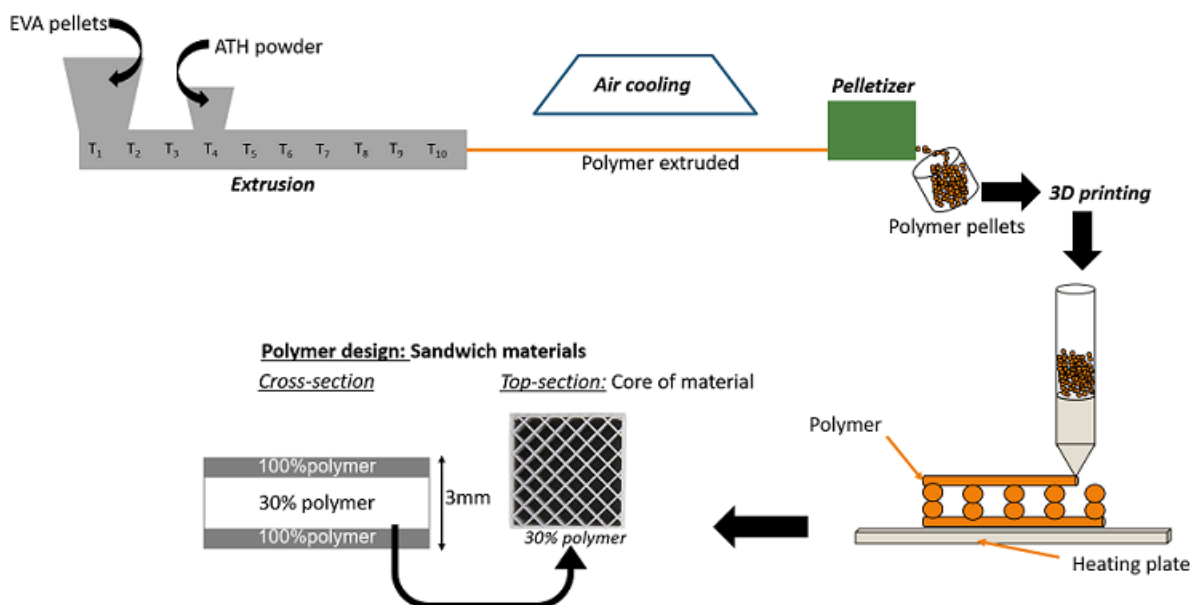 EVA pellets
ATH powder
Air cooling
Pelletizer
T1 T2 T3 T4 T5 T6 T7 T8 T9 T10
Extrusion
Polymer extruded
Polymer pellets
3D printing
Polymer design: Sandwich materials
Cross-section
Top-section: Core of material
100%polymer
30% polymer
100%polymer
3mm
30% polymer
Polymer
Heating plate